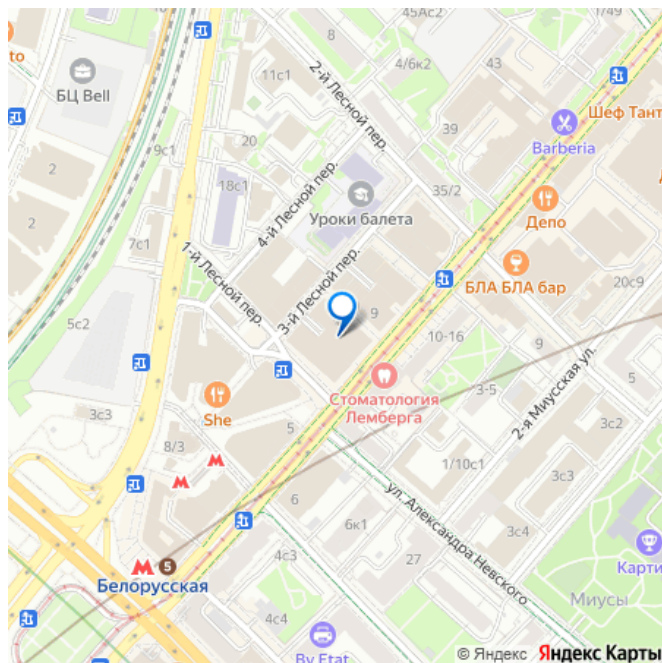 45Ас2
1/49
8
4/6к2
43
to
БЦ Bell
11с1
2-й Лесной пер.
Шеф Тант
Barberia
39
9с1
20
2
18с1
35/2
Уроки балета
4-й Лесной пер.
Депо
2
7с1
1-й Лесной пер.
3-й Лесной пер.
БЛА БЛА бар
20с9
5с2
9
10-16
9
Стоматология
Лемберга
3-5
2-я Миусская ул.
5
3с3
She
3с2
5
8/3
1/10с1
3с3
6
ул. Александра Невского
6к1
3с4
27
4с3
5
Белорусская
Карти
Миусы
4с4
By Etat
© Яндекс Яндекс Карты